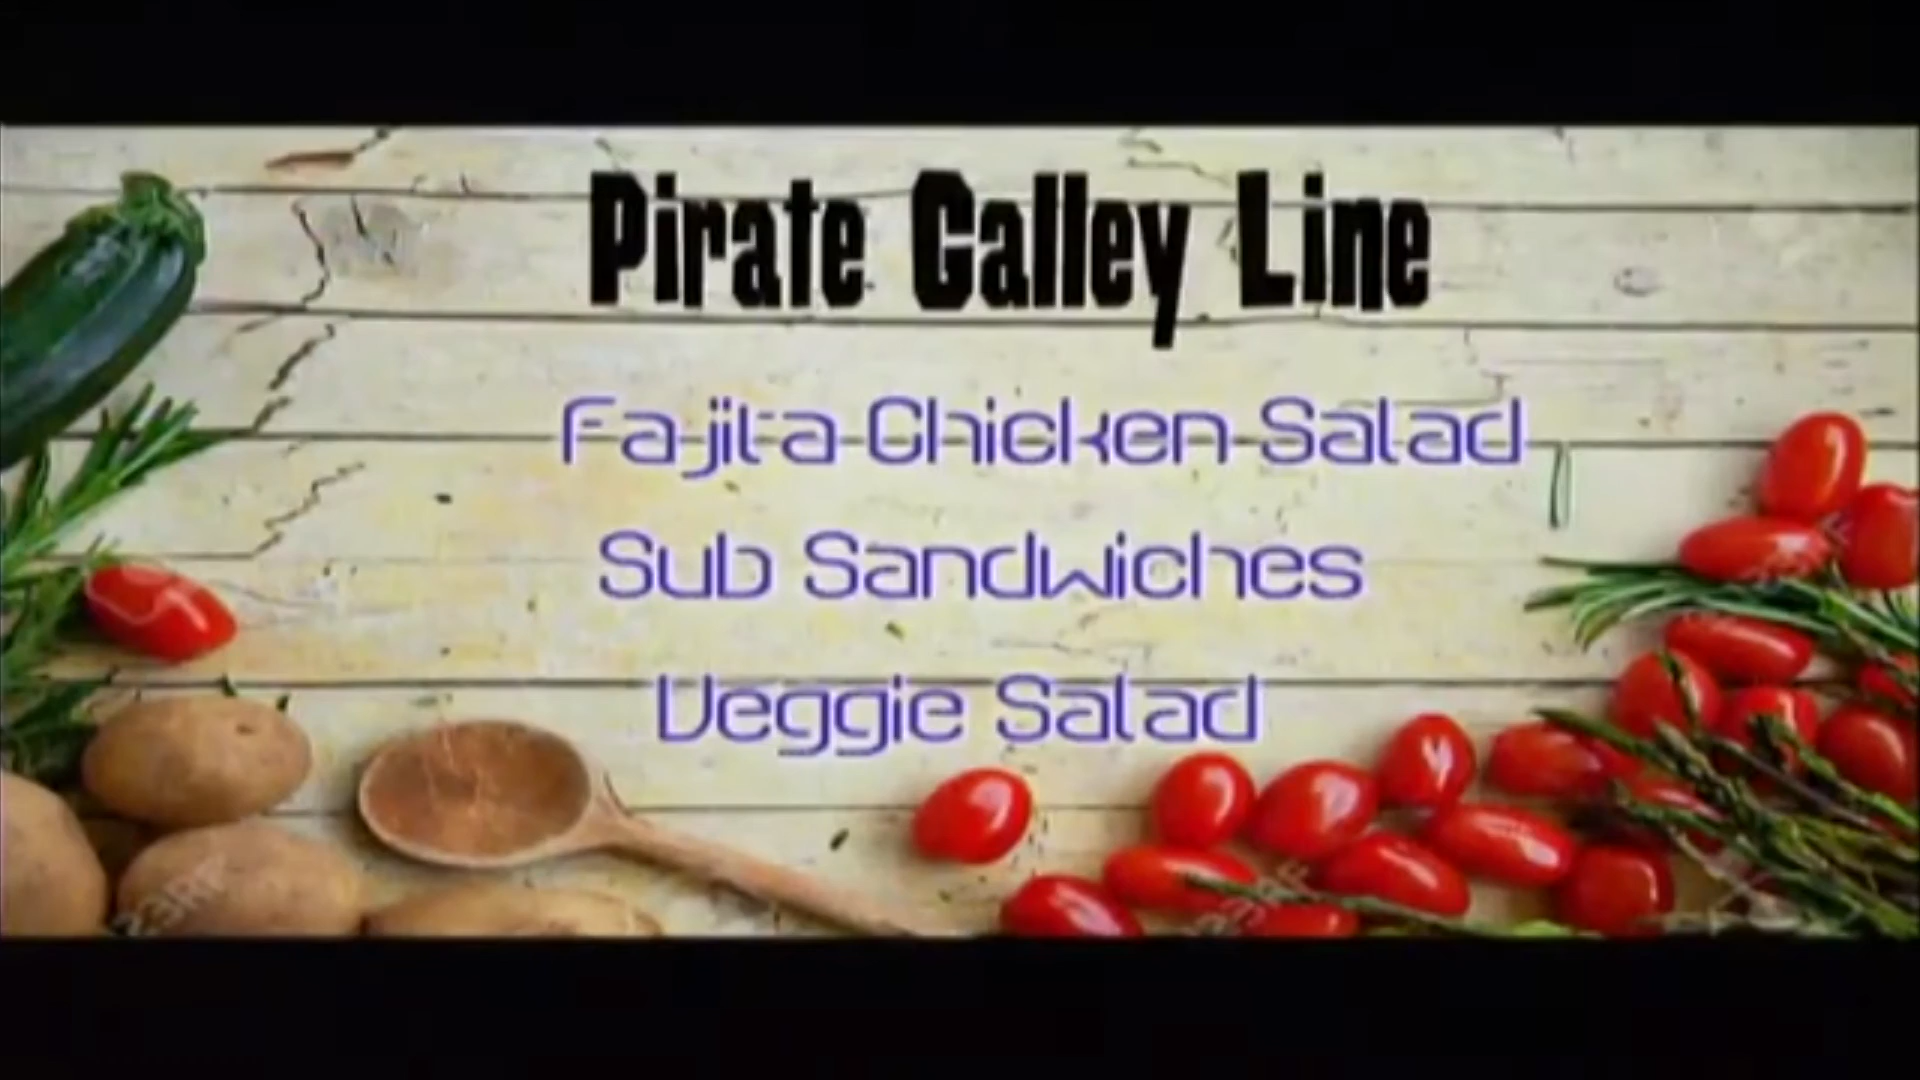 Pirate Galley Line
Fajita Chicken Salad
Sub Sandwiches
Veggie Salad